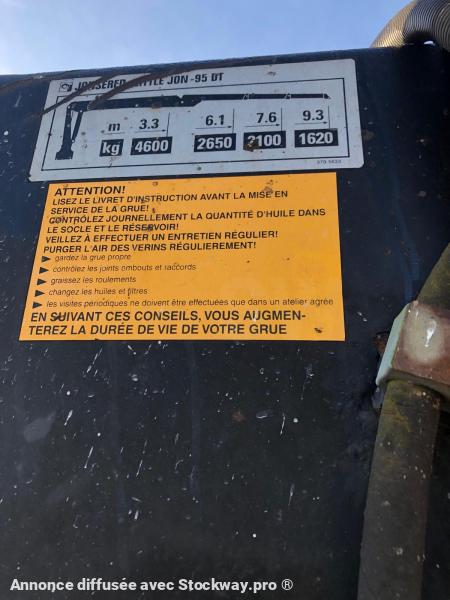 JONSERED LITTLE JON -95 DT
m 3.3 6.1 7.6 9.3
kg 4600 2650 2100 1620
ATTENTION!
LISEZ LE LIVRET D'INSTRUCTION AVANT LA MISE EN
SERVICE DE LA GRUE!
CONTRÔLEZ JOURNELLEMENT LA QUANTITÉ D'HUILE DANS
LE SOCLE ET LE RÉSERVOIR!
VEILLEZ À EFFECTUER UN ENTRETIEN RÉGULIER!
PURGER L'AIR DES VERINS RÉGULIEREMENT!
gardez la grue propre
contrôlez les joints ombouts et raccords
graissez les roulements
changez les huiles et filtres
les visites périodiques ne doivent être effectuées que dans un atelier agrée
EN SUIVANT CES CONSEILS, VOUS AUGMEN-
TEREZ LA DURÉE DE VIE DE VOTRE GRUE
Annonce diffusée avec Stockway.pro ®